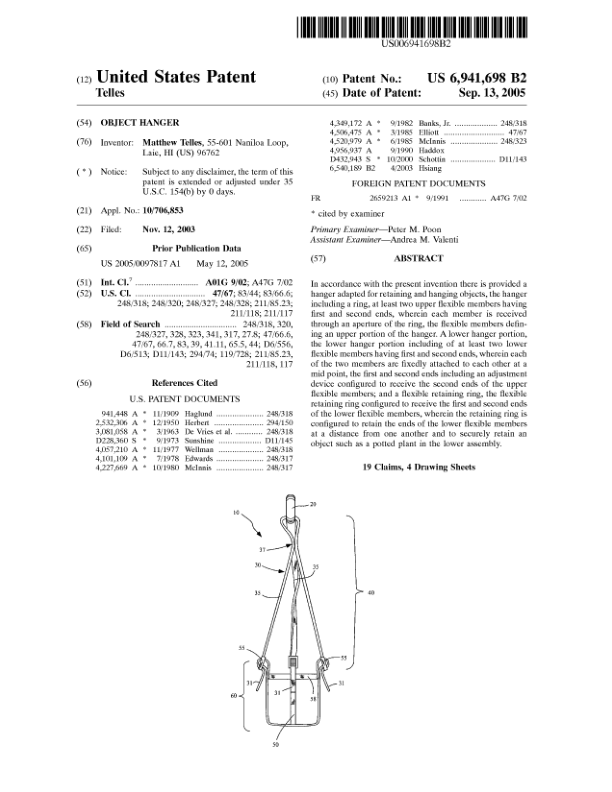 US006941698B2
(12) United States Patent
Telles
(10) Patent No.: US 6,941,698 B2
(45) Date of Patent: Sep. 13, 2005
(54) OBJECT HANGER
(76) Inventor: Matthew Telles, 55-601 Naniloa Loop,
Laie, HI (US) 96762
( * ) Notice: Subject to any disclaimer, the term of this
patent is extended or adjusted under 35
U.S.C. 154(b) by 0 days.
(21) Appl. No.: 10/706,853
(22) Filed: Nov. 12, 2003
(65) Prior Publication Data
US 2005/0097817 A1 May 12, 2005
(51) Int. Cl.7 ........................... A01G 9/02; A47G 7/02
(52) U.S. Cl. ........................ 47/67; 83/44; 83/66.6;
248/318; 248/320; 248/327; 248/328; 211/85.23;
211/118; 211/117
(58) Field of Search ......................... 248/318, 320,
248/327, 328, 323, 341, 317, 27.8; 47/66.6,
47/67, 66.7, 83, 39, 41.11, 65.5, 44; D6/556,
D6/513; D11/143; 294/74; 119/728; 211/85.23,
211/118, 117
(56) References Cited
U.S. PATENT DOCUMENTS
941,448 A * 11/1909 Haglund ..................... 248/318
2,532,306 A * 12/1950 Herbert ..................... 294/150
3,081,058 A * 3/1963 De Vries et al. ............ 248/318
D228,360 S * 9/1973 Sunshine ................... D11/145
4,057,210 A * 11/1977 Wellman .................... 248/318
4,101,109 A * 7/1978 Edwards ..................... 248/317
4,227,669 A * 10/1980 McInnis ..................... 248/317
4,349,172 A * 9/1982 Banks, Jr. ................... 248/318
4,506,475 A * 3/1985 Elliott ........................... 47/67
4,520,979 A * 6/1985 McInnis ..................... 248/323
4,956,937 A 9/1990 Haddox
D432,943 S * 10/2000 Schottin .................... D11/143
6,540,189 B2 4/2003 Hsiang
FOREIGN PATENT DOCUMENTS
FR 2659213 A1 * 9/1991 ............ A47G 7/02
* cited by examiner
Primary Examiner—Peter M. Poon
Assistant Examiner—Andrea M. Valenti
(57) ABSTRACT
In accordance with the present invention there is provided a
hanger adapted for retaining and hanging objects, the hanger
including a ring, at least two upper flexible members having
first and second ends, wherein each member is received
through an aperture of the ring, the flexible members defin-
ing an upper portion of the hanger. A lower hanger portion,
the lower hanger portion including of at least two lower
flexible members having first and second ends, wherein each
of the two members are fixedly attached to each other at a
mid point, the first and second ends including an adjustment
device configured to receive the second ends of the upper
flexible members; and a flexible retaining ring, the flexible
retaining ring configured to receive the first and second ends
of the lower flexible members, wherein the retaining ring is
configured to retain the ends of the lower flexible members
at a distance from one another and to securely retain an
object such as a potted plant in the lower assembly.
19 Claims, 4 Drawing Sheets
20
10
37
30
35
33
40
55
55
31
31
31
58
60
50